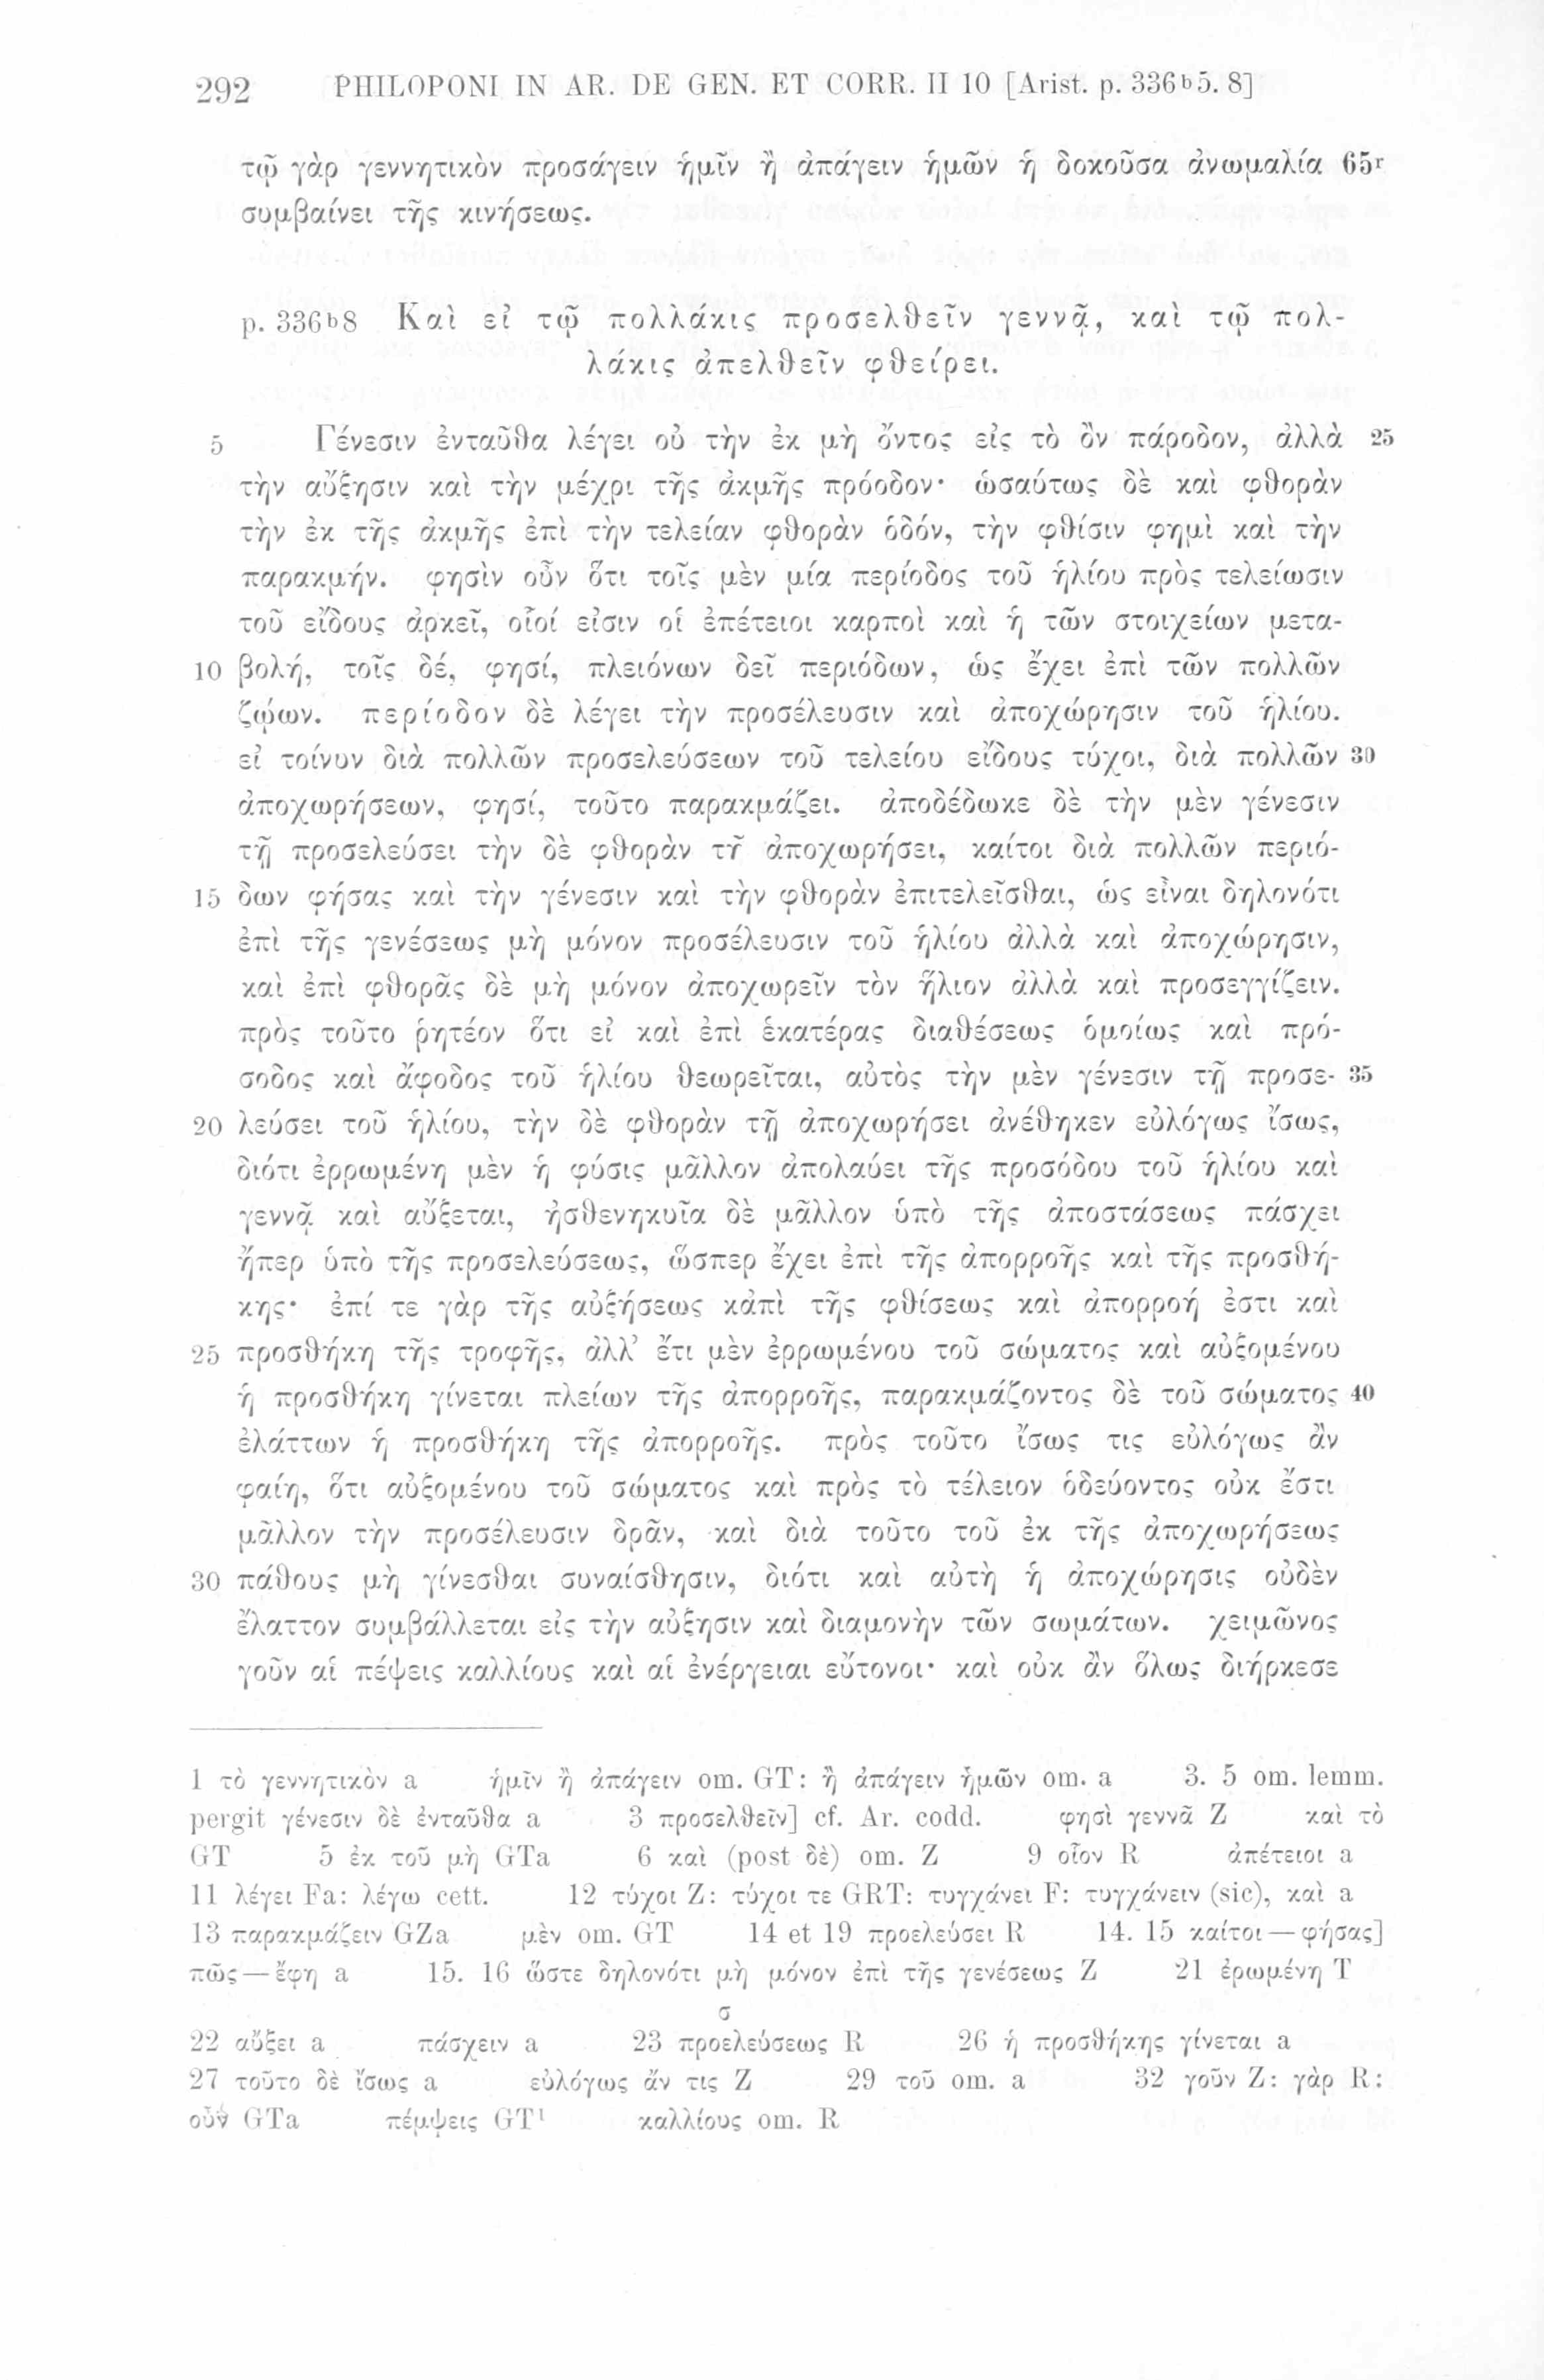 292 PHILOPONI IN AR. DE GEN. ET CORR. II 10 [Arist. p. 336ᵇ5. 8]
τῷ γὰρ γεννητικὸν προσάγειν ἡμῖν ἢ ἀπάγειν ἡμῶν ἡ δοκοῦσα ἀνωμαλία 65ʳ
συμβαίνει τῆς κινήσεως.
p. 336ᵇ8 Καὶ εἰ τῷ πολλάκις προσελθεῖν γεννᾷ, καὶ τῷ πολ-
λάκις ἀπελθεῖν φθείρει.
5 Γένεσιν ἐνταῦθα λέγει οὐ τὴν ἐκ μὴ ὄντος εἰς τὸ ὂν πάροδον, ἀλλὰ 25
τὴν αὔξησιν καὶ τὴν μέχρι τῆς ἀκμῆς πρόοδον· ὡσαύτως δὲ καὶ φθορὰν
τὴν ἐκ τῆς ἀκμῆς ἐπὶ τὴν τελείαν φθορὰν ὁδόν, τὴν φθίσιν φημὶ καὶ τὴν
παρακμήν. φησὶν οὖν ὅτι τοῖς μὲν μία περίοδος τοῦ ἡλίου πρὸς τελείωσιν
τοῦ εἴδους ἀρκεῖ, οἷοί εἰσιν οἱ ἐπέτειοι καρποὶ καὶ ἡ τῶν στοιχείων μετα-
10 βολή, τοῖς δέ, φησί, πλειόνων δεῖ περιόδων, ὡς ἔχει ἐπὶ τῶν πολλῶν
ζῴων. περίοδον δὲ λέγει τὴν προσέλευσιν καὶ ἀποχώρησιν τοῦ ἡλίου.
εἰ τοίνυν διὰ πολλῶν προσελεύσεων τοῦ τελείου εἴδους τύχοι, διὰ πολλῶν 30
ἀποχωρήσεων, φησί, τοῦτο παρακμάζει. ἀποδέδωκε δὲ τὴν μὲν γένεσιν
τῇ προσελεύσει τὴν δὲ φθορὰν τῇ ἀποχωρήσει, καίτοι διὰ πολλῶν περιό-
15 δων φήσας καὶ τὴν γένεσιν καὶ τὴν φθορὰν ἐπιτελεῖσθαι, ὡς εἶναι δηλονότι
ἐπὶ τῆς γενέσεως μὴ μόνον προσέλευσιν τοῦ ἡλίου ἀλλὰ καὶ ἀποχώρησιν,
καὶ ἐπὶ φθορᾶς δὲ μὴ μόνον ἀποχωρεῖν τὸν ἥλιον ἀλλὰ καὶ προσεγγίζειν.
πρὸς τοῦτο ῥητέον ὅτι εἰ καὶ ἐπὶ ἑκατέρας διαθέσεως ὁμοίως καὶ πρό-
σοδος καὶ ἄφοδος τοῦ ἡλίου θεωρεῖται, αὐτὸς τὴν μὲν γένεσιν τῇ προσε- 35
20 λεύσει τοῦ ἡλίου, τὴν δὲ φθορὰν τῇ ἀποχωρήσει ἀνέθηκεν εὐλόγως ἴσως,
διότι ἐρρωμένη μὲν ἡ φύσις μᾶλλον ἀπολαύει τῆς προσόδου τοῦ ἡλίου καὶ
γεννᾷ καὶ αὔξεται, ἠσθενηκυῖα δὲ μᾶλλον ὑπὸ τῆς ἀποστάσεως πάσχει
ἤπερ ὑπὸ τῆς προσελεύσεως, ὥσπερ ἔχει ἐπὶ τῆς ἀπορροῆς καὶ τῆς προσθή-
κης· ἐπί τε γὰρ τῆς αὐξήσεως κἀπὶ τῆς φθίσεως καὶ ἀπορροή ἐστι καὶ
25 προσθήκη τῆς τροφῆς, ἀλλ’ ἔτι μὲν ἐρρωμένου τοῦ σώματος καὶ αὐξομένου
ἡ προσθήκη γίνεται πλείων τῆς ἀπορροῆς, παρακμάζοντος δὲ τοῦ σώματος 40
ἐλάττων ἡ προσθήκη τῆς ἀπορροῆς. πρὸς τοῦτο ἴσως τις εὐλόγως ἂν
φαίη, ὅτι αὐξομένου τοῦ σώματος καὶ πρὸς τὸ τέλειον ὁδεύοντος οὐκ ἔστι
μᾶλλον τὴν προσέλευσιν δρᾶν, καὶ διὰ τοῦτο τοῦ ἐκ τῆς ἀποχωρήσεως
30 πάθους μὴ γίνεσθαι συναίσθησιν, διότι καὶ αὐτὴ ἡ ἀποχώρησις οὐδὲν
ἔλαττον συμβάλλεται εἰς τὴν αὔξησιν καὶ διαμονὴν τῶν σωμάτων. χειμῶνος
γοῦν αἱ πέψεις καλλίους καὶ αἱ ἐνέργειαι εὔτονοι· καὶ οὐκ ἂν ὅλως διήρκεσε
1 τὸ γεννητικὸν a ἡμῖν ἢ ἀπάγειν om. GT: ἢ ἀπάγειν ἡμῶν om. a 3. 5 om. lemm.
pergit γένεσιν δὲ ἐνταῦθα a 3 προσελθεῖν] cf. Ar. codd. φησὶ γεννᾶ Z καὶ τὸ
GT 5 ἐκ τοῦ μὴ GTa 6 καὶ (post δὲ) om. Z 9 οἷον R ἀπέτειοι a
11 λέγει Fa: λέγω cett. 12 τύχοι Z: τύχοι τε GRT: τυγχάνει F: τυγχάνειν (sic), καὶ a
13 παρακμάζειν GZa μὲν om. GT 14 et 19 προελεύσει R 14. 15 καίτοι — φήσας]
πῶς — ἔφη a 15. 16 ὥστε δηλονότι μὴ μόνον ἐπὶ τῆς γενέσεως Z 21 ἐρωμένη T
σ
22 αὔξει a πάσχειν a 23 προελεύσεως R 26 ἡ προσθήκης γίνεται a
27 τοῦτο δὲ ἴσως a εὐλόγως ἄν τις Z 29 τοῦ om. a 32 γοῦν Z: γὰρ R:
οὖν GTa πέμψεις GT¹ καλλίους om. R